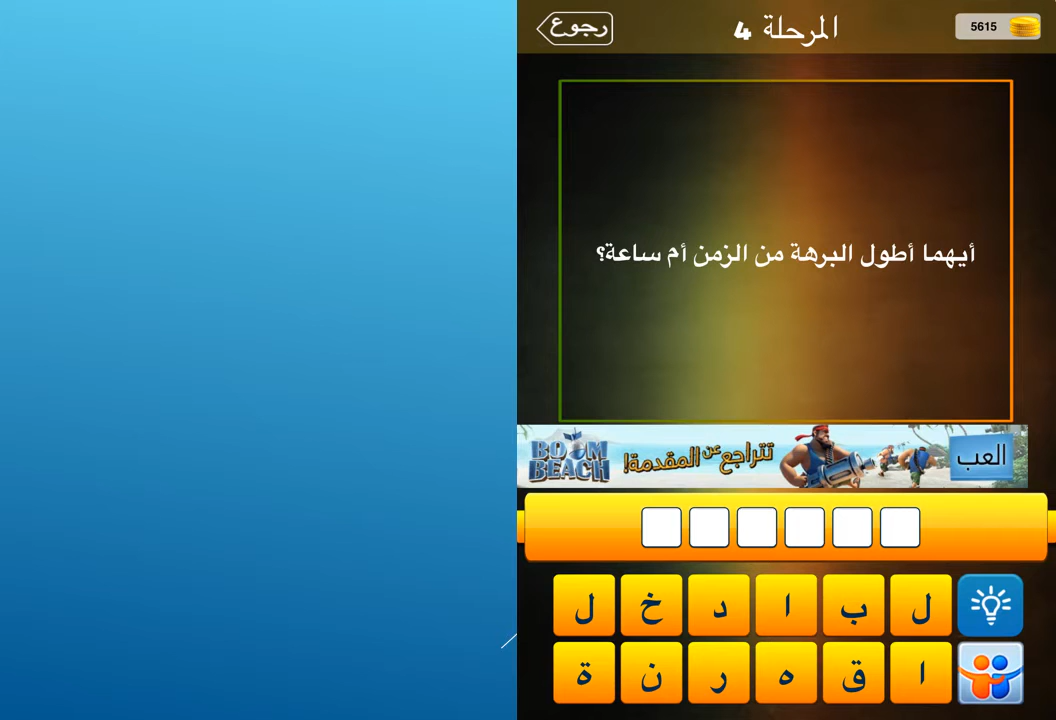 رجوع
المرحلة 4
5615
أيهما أطول البرهة من الزمن أم ساعة؟
BOOM BEACH
تتراجع عن المقدمة!
العب
ل ب ا د خ ل
ا ق ه ر ن ة